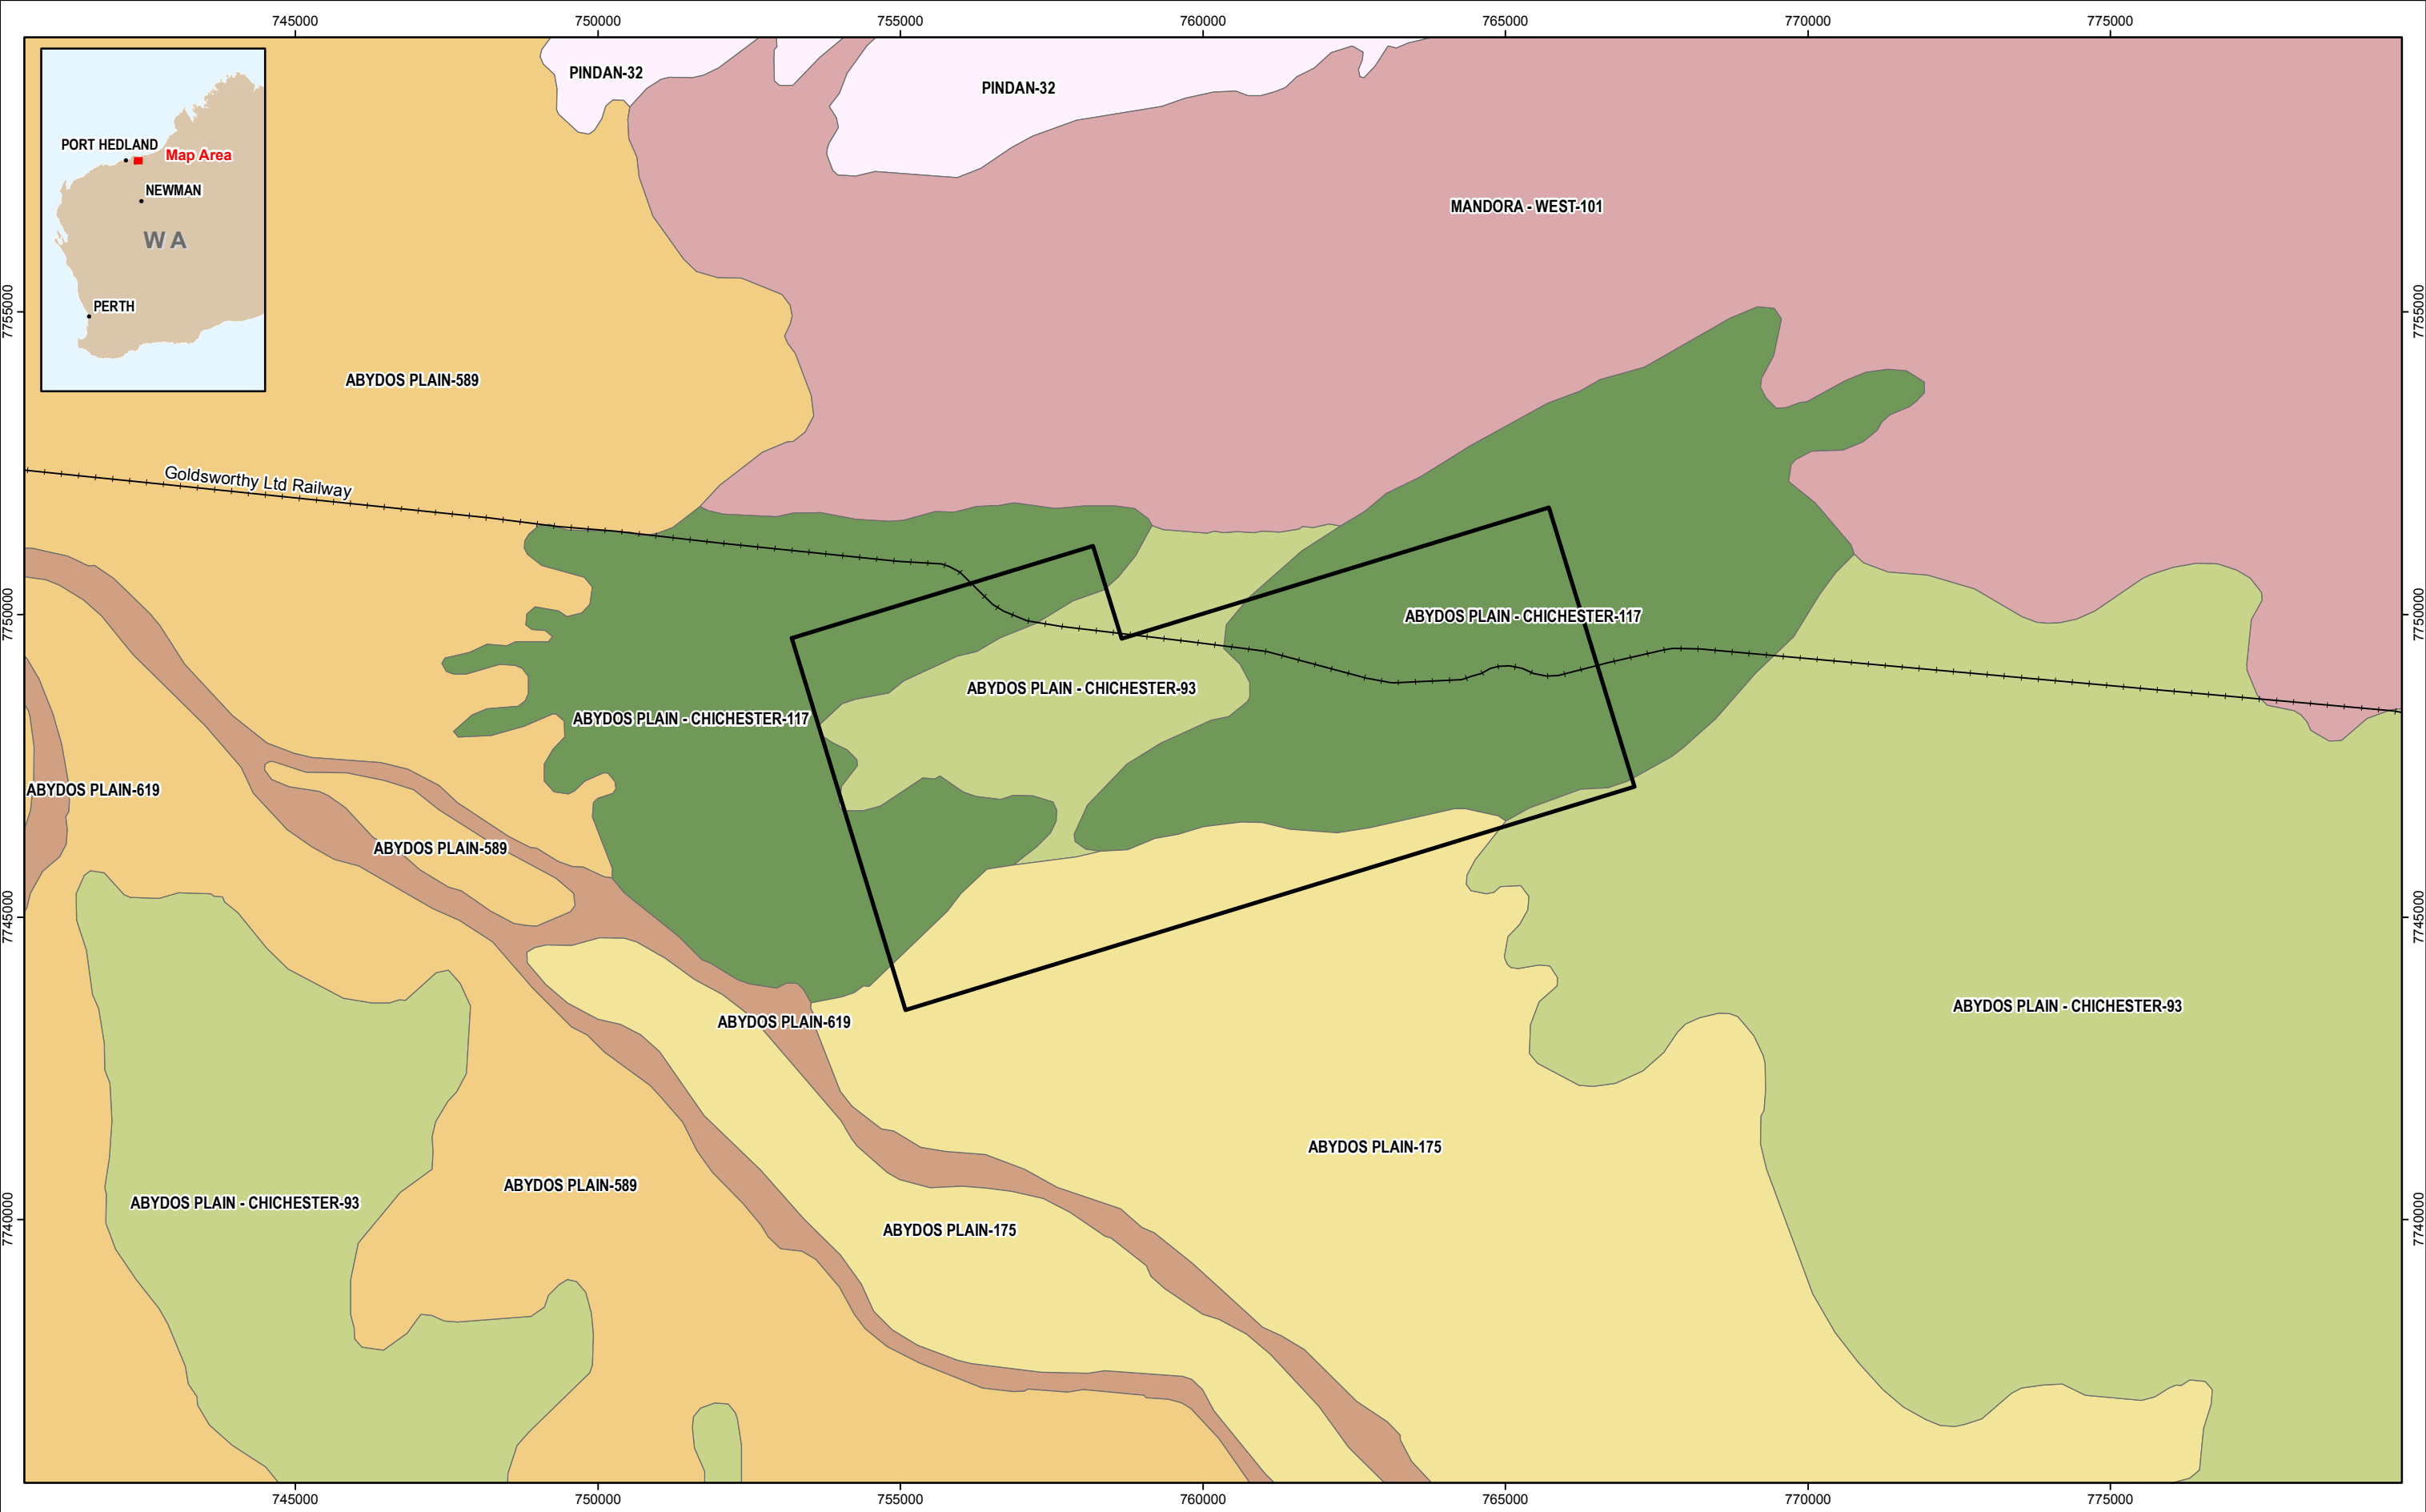 745000
750000
755000
760000
765000
770000
775000
PINDAN-32
PINDAN-32
PORT HEDLAND
Map Area
NEWMAN
WA
PERTH
MANDORA - WEST-101
7755000
7755000
ABYDOS PLAIN-589
Goldsworthy Ltd Railway
7750000
7750000
ABYDOS PLAIN - CHICHESTER-117
ABYDOS PLAIN - CHICHESTER-93
ABYDOS PLAIN - CHICHESTER-117
ABYDOS PLAIN-619
ABYDOS PLAIN-589
7745000
7745000
ABYDOS PLAIN - CHICHESTER-93
ABYDOS PLAIN-619
ABYDOS PLAIN-175
ABYDOS PLAIN-589
ABYDOS PLAIN - CHICHESTER-93
ABYDOS PLAIN-175
7740000
7740000
745000
750000
755000
760000
765000
770000
775000